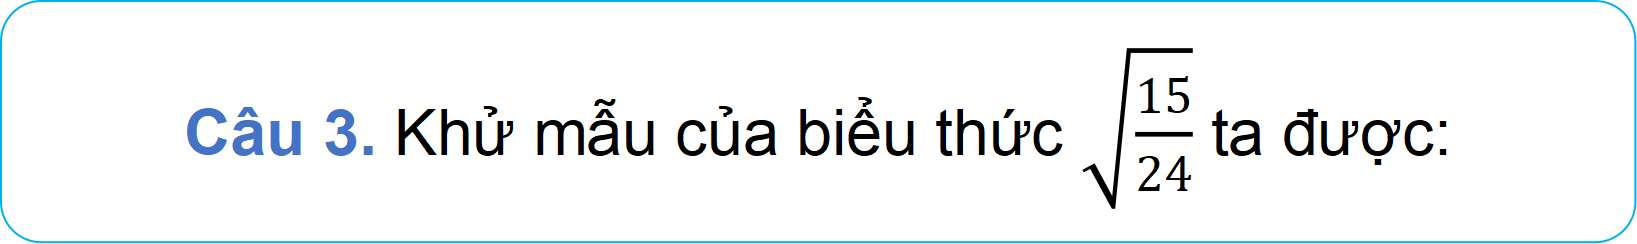 Câu 3. Khử mẫu của biểu thức √(15/24) ta được: